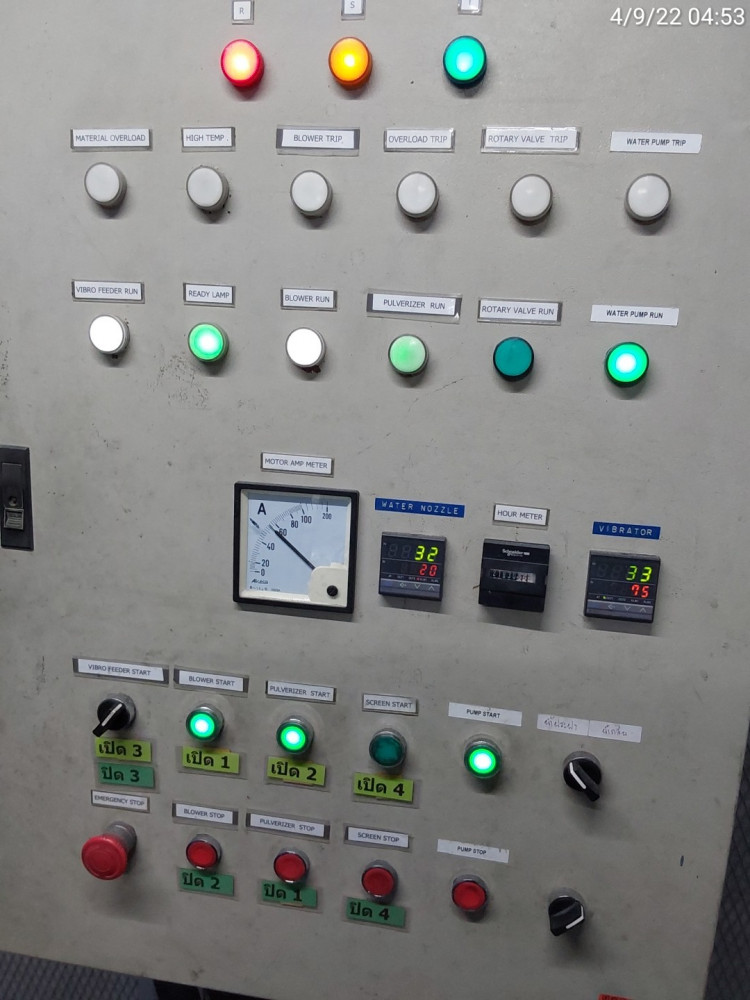 4/9/22 04:53
R
S
MATERIAL OVERLOAD
HIGH TEMP
BLOWER TRIP
OVERLOAD TRIP
ROTARY VALVE TRIP
WATER PUMP TRIP
VIBRO FEEDER RUN
READY LAMP
BLOWER RUN
PULVERIZER RUN
ROTARY VALVE RUN
WATER PUMP RUN
MOTOR AMP METER
WATER NOZZLE
HOUR METER
VIBRATOR
A
200
100
80
60
40
20
0
32
20
Schneider
33
75
VIBRO FEEDER START
BLOWER START
PULVERIZER START
SCREEN START
PUMP START
เปิด 3
เปิด 1
เปิด 2
เปิด 4
ปิด 3
EMERGENCY STOP
BLOWER STOP
PULVERIZER STOP
SCREEN STOP
PUMP STOP
ปิด 2
ปิด 1
ปิด 4